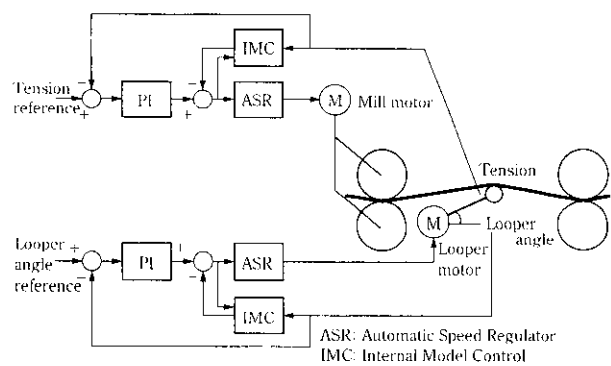 IMC
Tension
reference
−
+
PI
−
+
ASR
M
Mill motor
Tension
M
Looper
angle
Looper
motor
Looper
angle
reference
+
−
PI
+
−
ASR
IMC
ASR: Automatic Speed Regulator
IMC: Internal Model Control